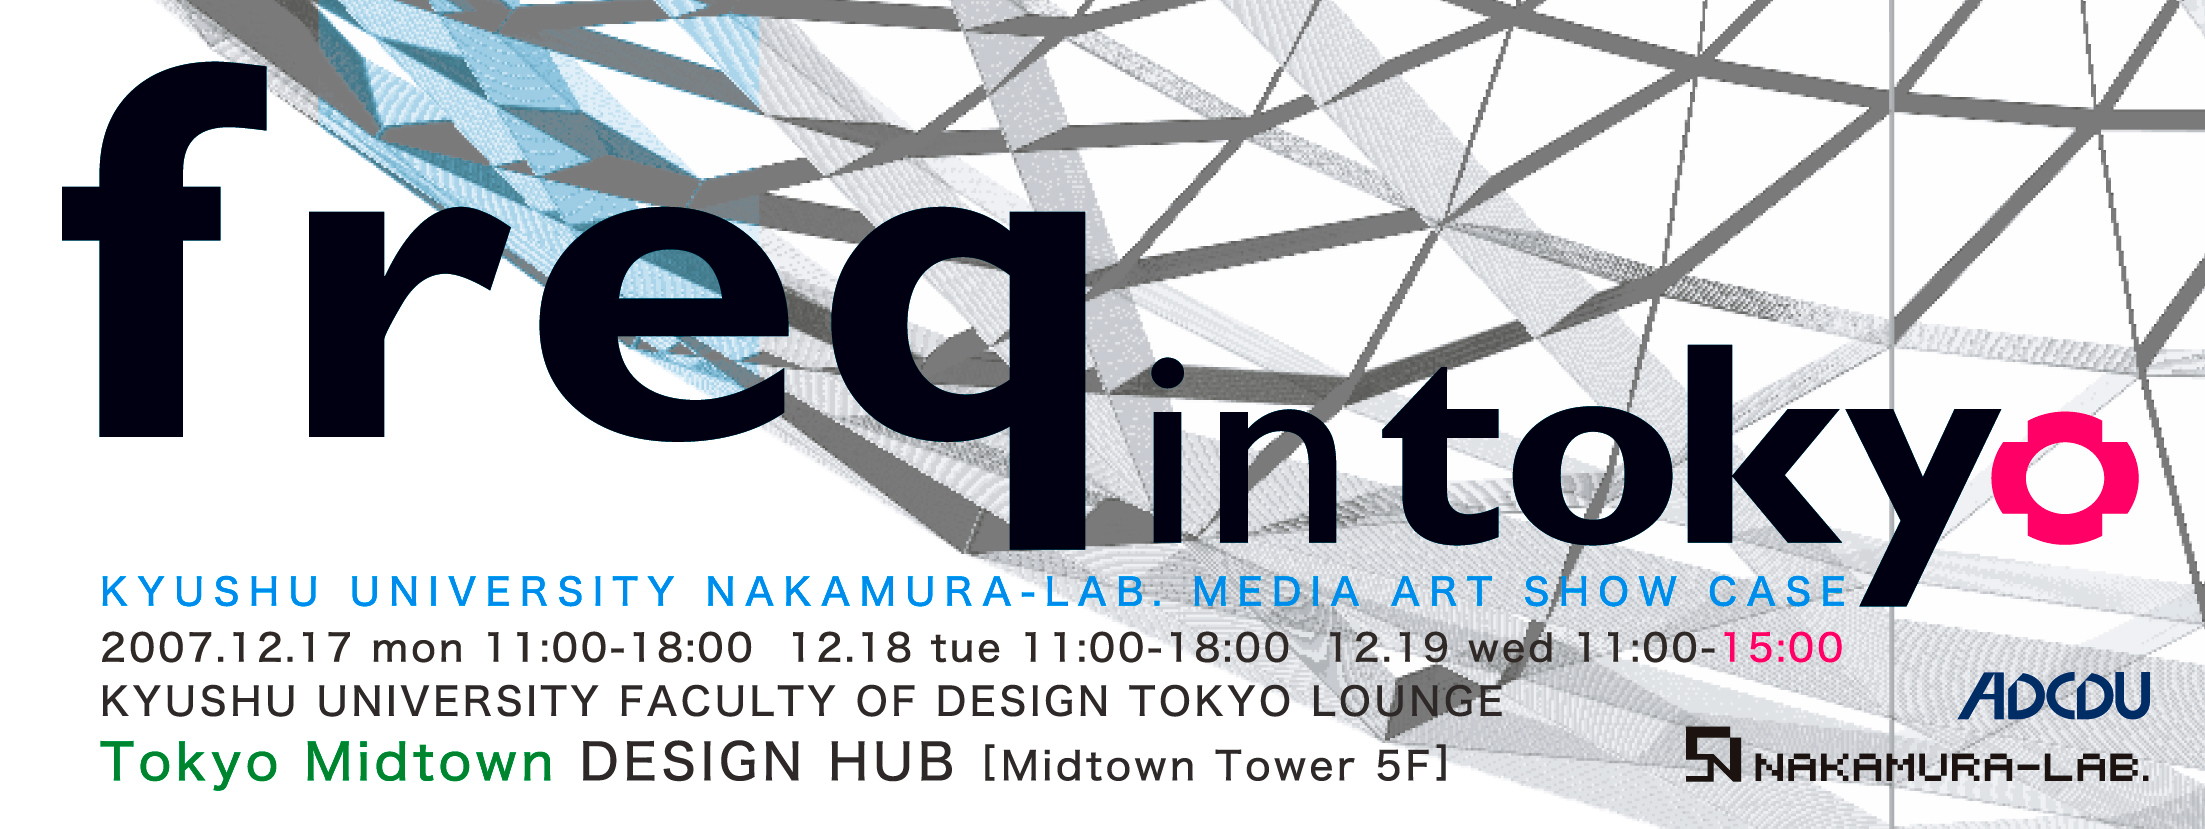 freq in tokyo
KYUSHU UNIVERSITY NAKAMURA-LAB. MEDIA ART SHOW CASE
2007.12.17 mon 11:00-18:00 12.18 tue 11:00-18:00 12.19 wed 11:00-15:00
KYUSHU UNIVERSITY FACULTY OF DESIGN TOKYO LOUNGE
Tokyo Midtown DESIGN HUB [Midtown Tower 5F]
ADCDU
NAKAMURA-LAB.